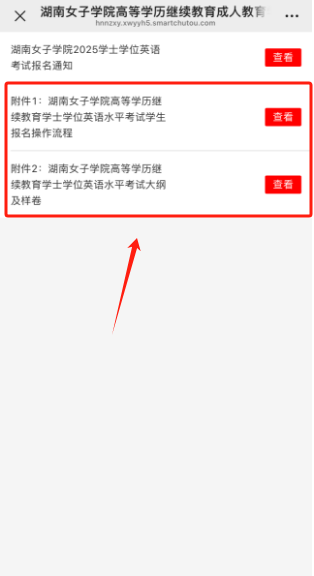 湖南女子学院高等学历继续教育成人教育
hnnzxy.xwyyh5.smartchutou.com
湖南女子学院2025学士学位英语
考试报名通知
查看
附件1：湖南女子学院高等学历继
续教育学士学位英语水平考试学生
报名操作流程
查看
附件2：湖南女子学院高等学历继
续教育学士学位英语水平考试大纲
及样卷
查看